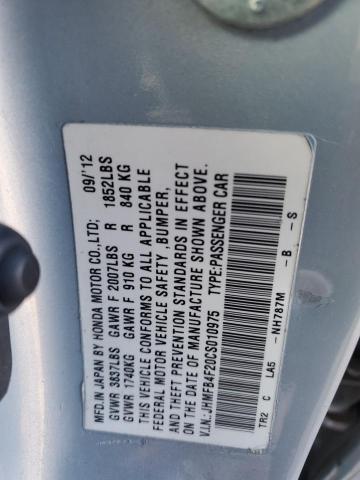 MFD.IN JAPAN BY HONDA MOTOR CO.,LTD; 09/'12
GVWR 3837LBS GAWR F 2007LBS R 1852LBS
GVWR 1740KG GAWR F 910 KG R 840 KG
THIS VEHICLE CONFORMS TO ALL APPLICABLE
FEDERAL MOTOR VEHICLE SAFETY ,BUMPER,
AND THEFT PREVENTION STANDARDS IN EFFECT
ON THE DATE OF MANUFACTURE SHOWN ABOVE.
V.I.N.: JHMFB4F20CS010975 TYPE:PASSENGER CAR
TR2 C LA5 -NH787M -B -S